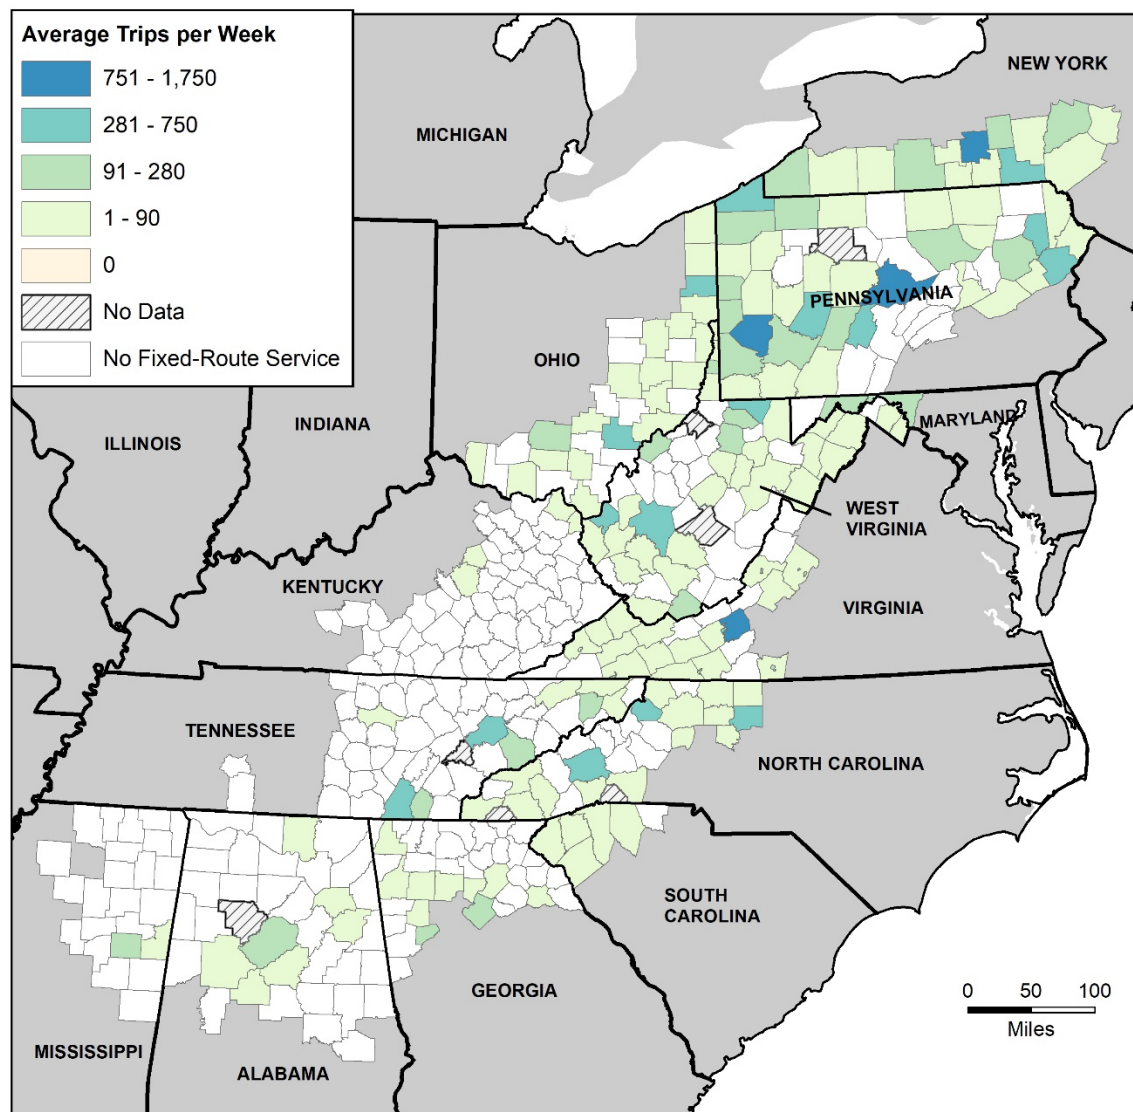 Average Trips per Week
751 - 1,750
281 - 750
91 - 280
1 - 90
0
No Data
No Fixed-Route Service
NEW YORK
MICHIGAN
PENNSYLVANIA
OHIO
INDIANA
ILLINOIS
MARYLAND
WEST
VIRGINIA
KENTUCKY
VIRGINIA
TENNESSEE
NORTH CAROLINA
SOUTH
CAROLINA
GEORGIA
0 50 100
Miles
MISSISSIPPI
ALABAMA